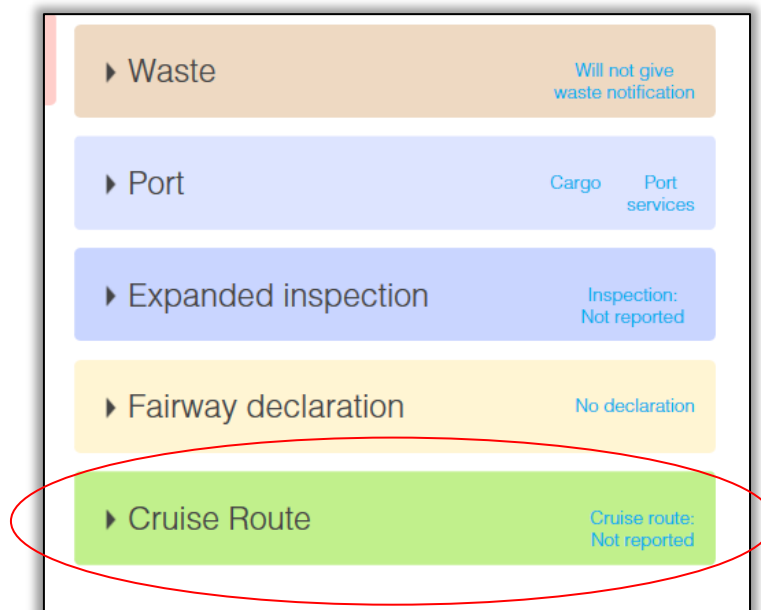 Waste
Will not give
waste notification
Port
Cargo Port
services
Expanded inspection
Inspection:
Not reported
Fairway declaration
No declaration
Cruise Route
Cruise route:
Not reported